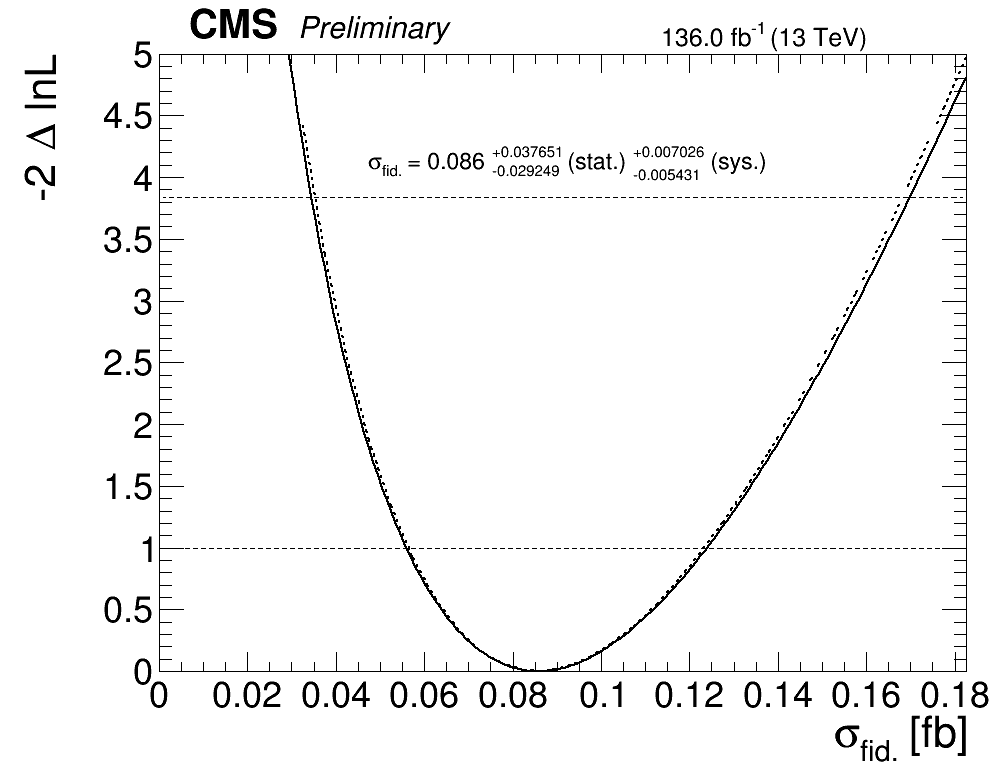 CMS Preliminary
136.0 fb-1 (13 TeV)
-2 Δ lnL
5
4.5
σfid. = 0.086 +0.037651 -0.029249 (stat.) +0.007026 -0.005431 (sys.)
4
3.5
3
2.5
2
1.5
1
0.5
0
0 0.02 0.04 0.06 0.08 0.1 0.12 0.14 0.16 0.18
σfid. [fb]